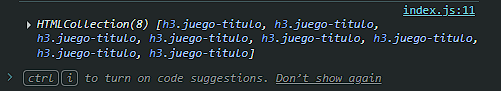 index.js:11
▸ HTMLCollection(8) [h3.juego-titulo, h3.juego-titulo,
h3.juego-titulo, h3.juego-titulo, h3.juego-titulo, h3.juego-titulo,
h3.juego-titulo, h3.juego-titulo]
> ctrl i to turn on code suggestions. Don't show again